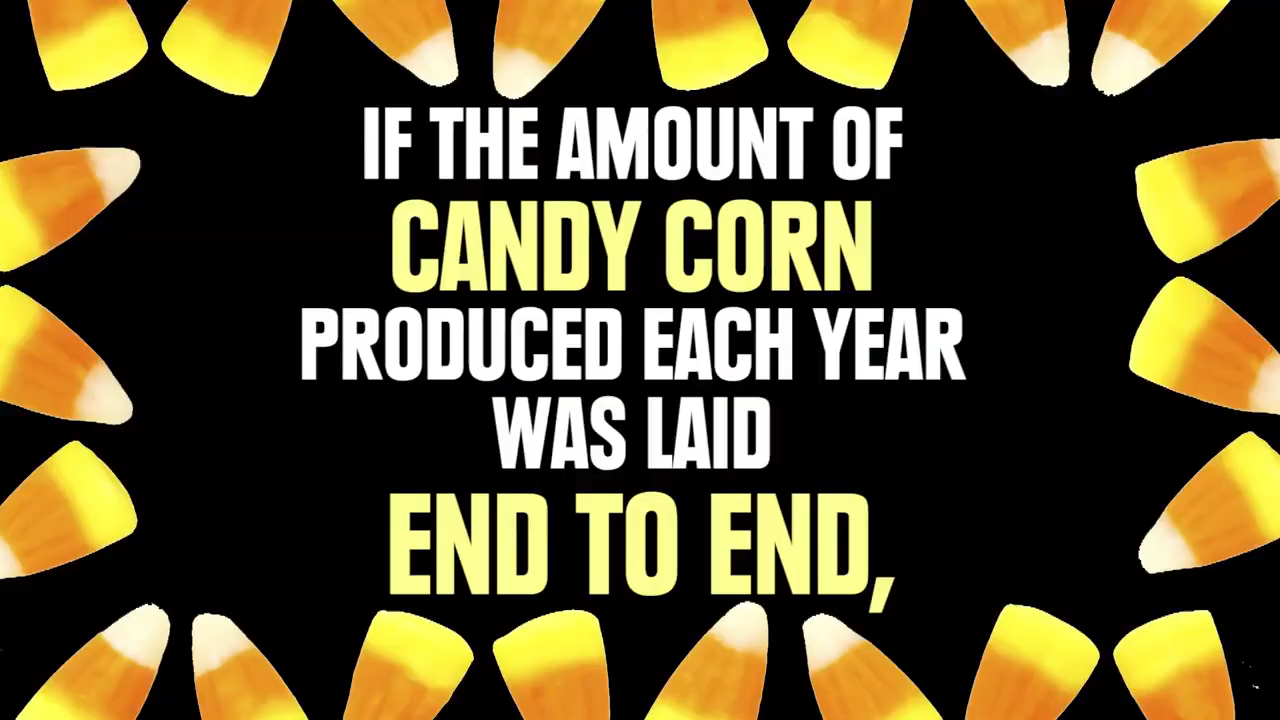 IF THE AMOUNT OF
CANDY CORN
PRODUCED EACH YEAR
WAS LAID
END TO END,